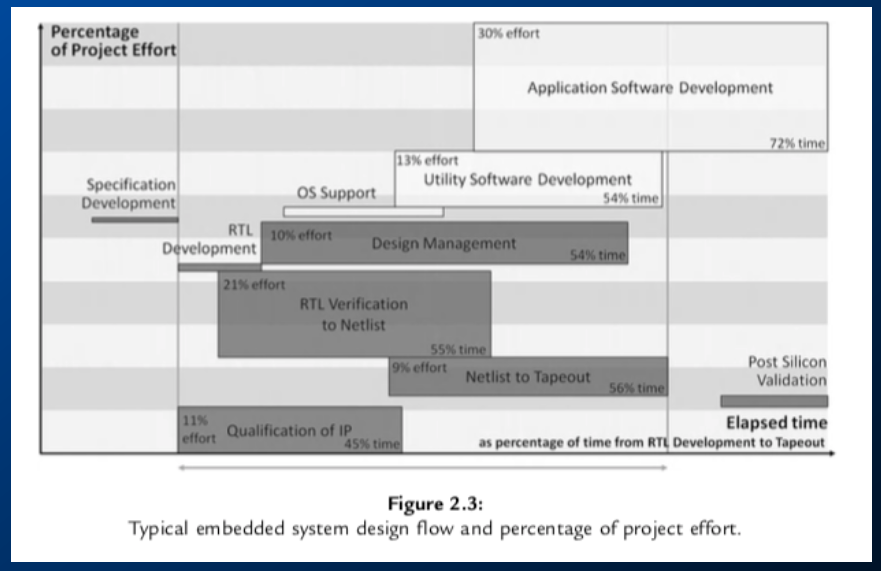 Percentage
of Project Effort
30% effort
Application Software Development
72% time
13% effort
Utility Software Development
54% time
Specification
Development
OS Support
RTL
Development
10% effort
Design Management
54% time
21% effort
RTL Verification
to Netlist
55% time
9% effort
Netlist to Tapeout
56% time
Post Silicon
Validation
11%
effort
Qualification of IP
45% time
Elapsed time
as percentage of time from RTL Development to Tapeout
Figure 2.3:
Typical embedded system design flow and percentage of project effort.